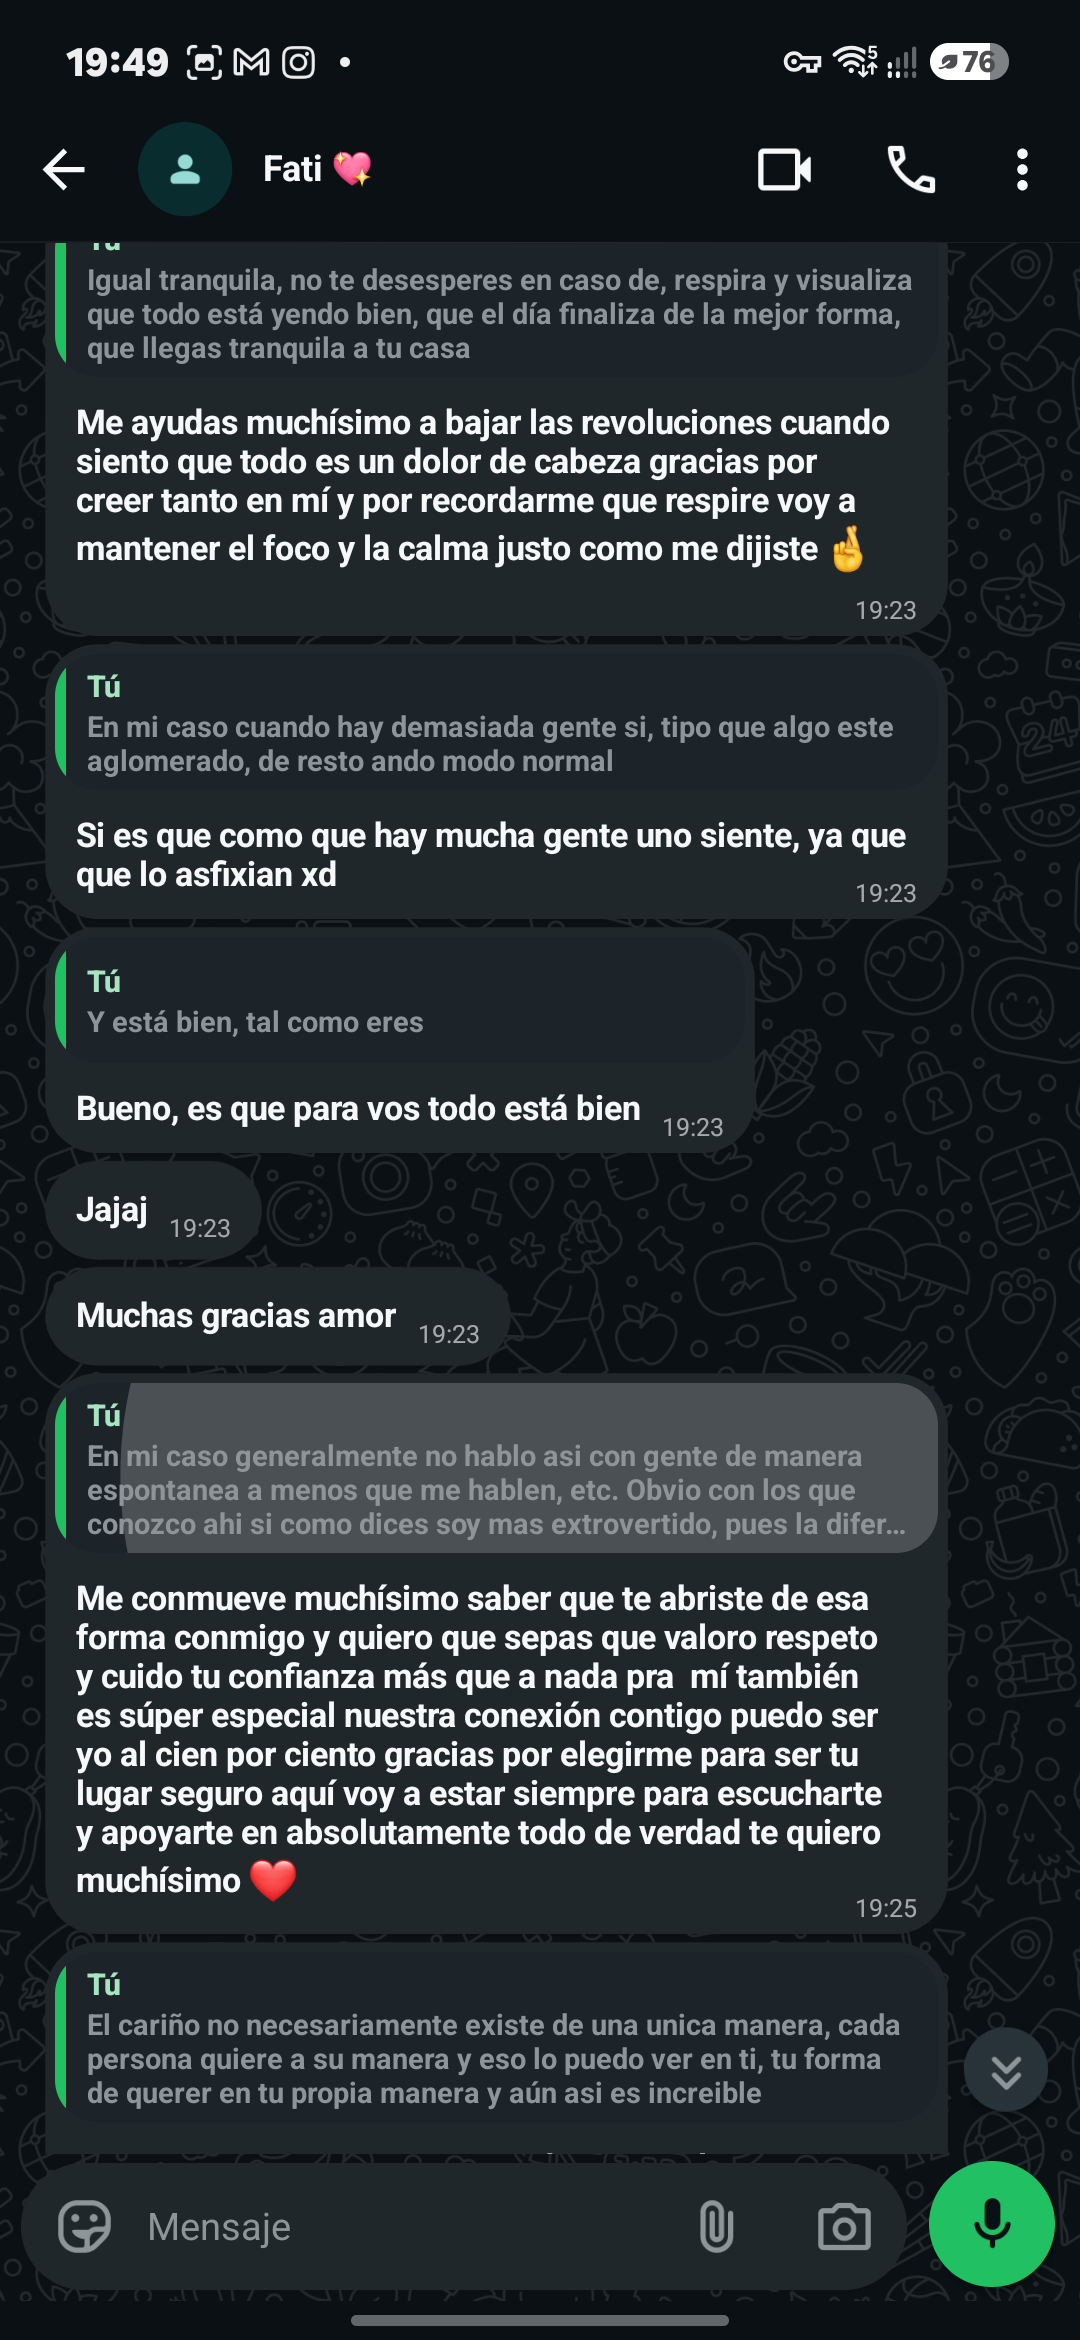 19:49
5
76
Fati 💖
Tú
Igual tranquila, no te desesperes en caso de, respira y visualiza
que todo está yendo bien, que el día finaliza de la mejor forma,
que llegas tranquila a tu casa
Me ayudas muchísimo a bajar las revoluciones cuando
siento que todo es un dolor de cabeza gracias por
creer tanto en mí y por recordarme que respire voy a
mantener el foco y la calma justo como me dijiste 🤞
19:23
Tú
En mi caso cuando hay demasiada gente si, tipo que algo este
aglomerado, de resto ando modo normal
Si es que como que hay mucha gente uno siente, ya que
que lo asfixian xd
19:23
Tú
Y está bien, tal como eres
Bueno, es que para vos todo está bien
19:23
Jajaj
19:23
Muchas gracias amor
19:23
Tú
En mi caso generalmente no hablo asi con gente de manera
espontanea a menos que me hablen, etc. Obvio con los que
conozco ahi si como dices soy mas extrovertido, pues la difer...
Me conmueve muchísimo saber que te abriste de esa
forma conmigo y quiero que sepas que valoro respeto
y cuido tu confianza más que a nada pra  mí también
es súper especial nuestra conexión contigo puedo ser
yo al cien por ciento gracias por elegirme para ser tu
lugar seguro aquí voy a estar siempre para escucharte
y apoyarte en absolutamente todo de verdad te quiero
muchísimo ❤️
19:25
Tú
El cariño no necesariamente existe de una unica manera, cada
persona quiere a su manera y eso lo puedo ver en ti, tu forma
de querer en tu propia manera y aún asi es increible
Mensaje